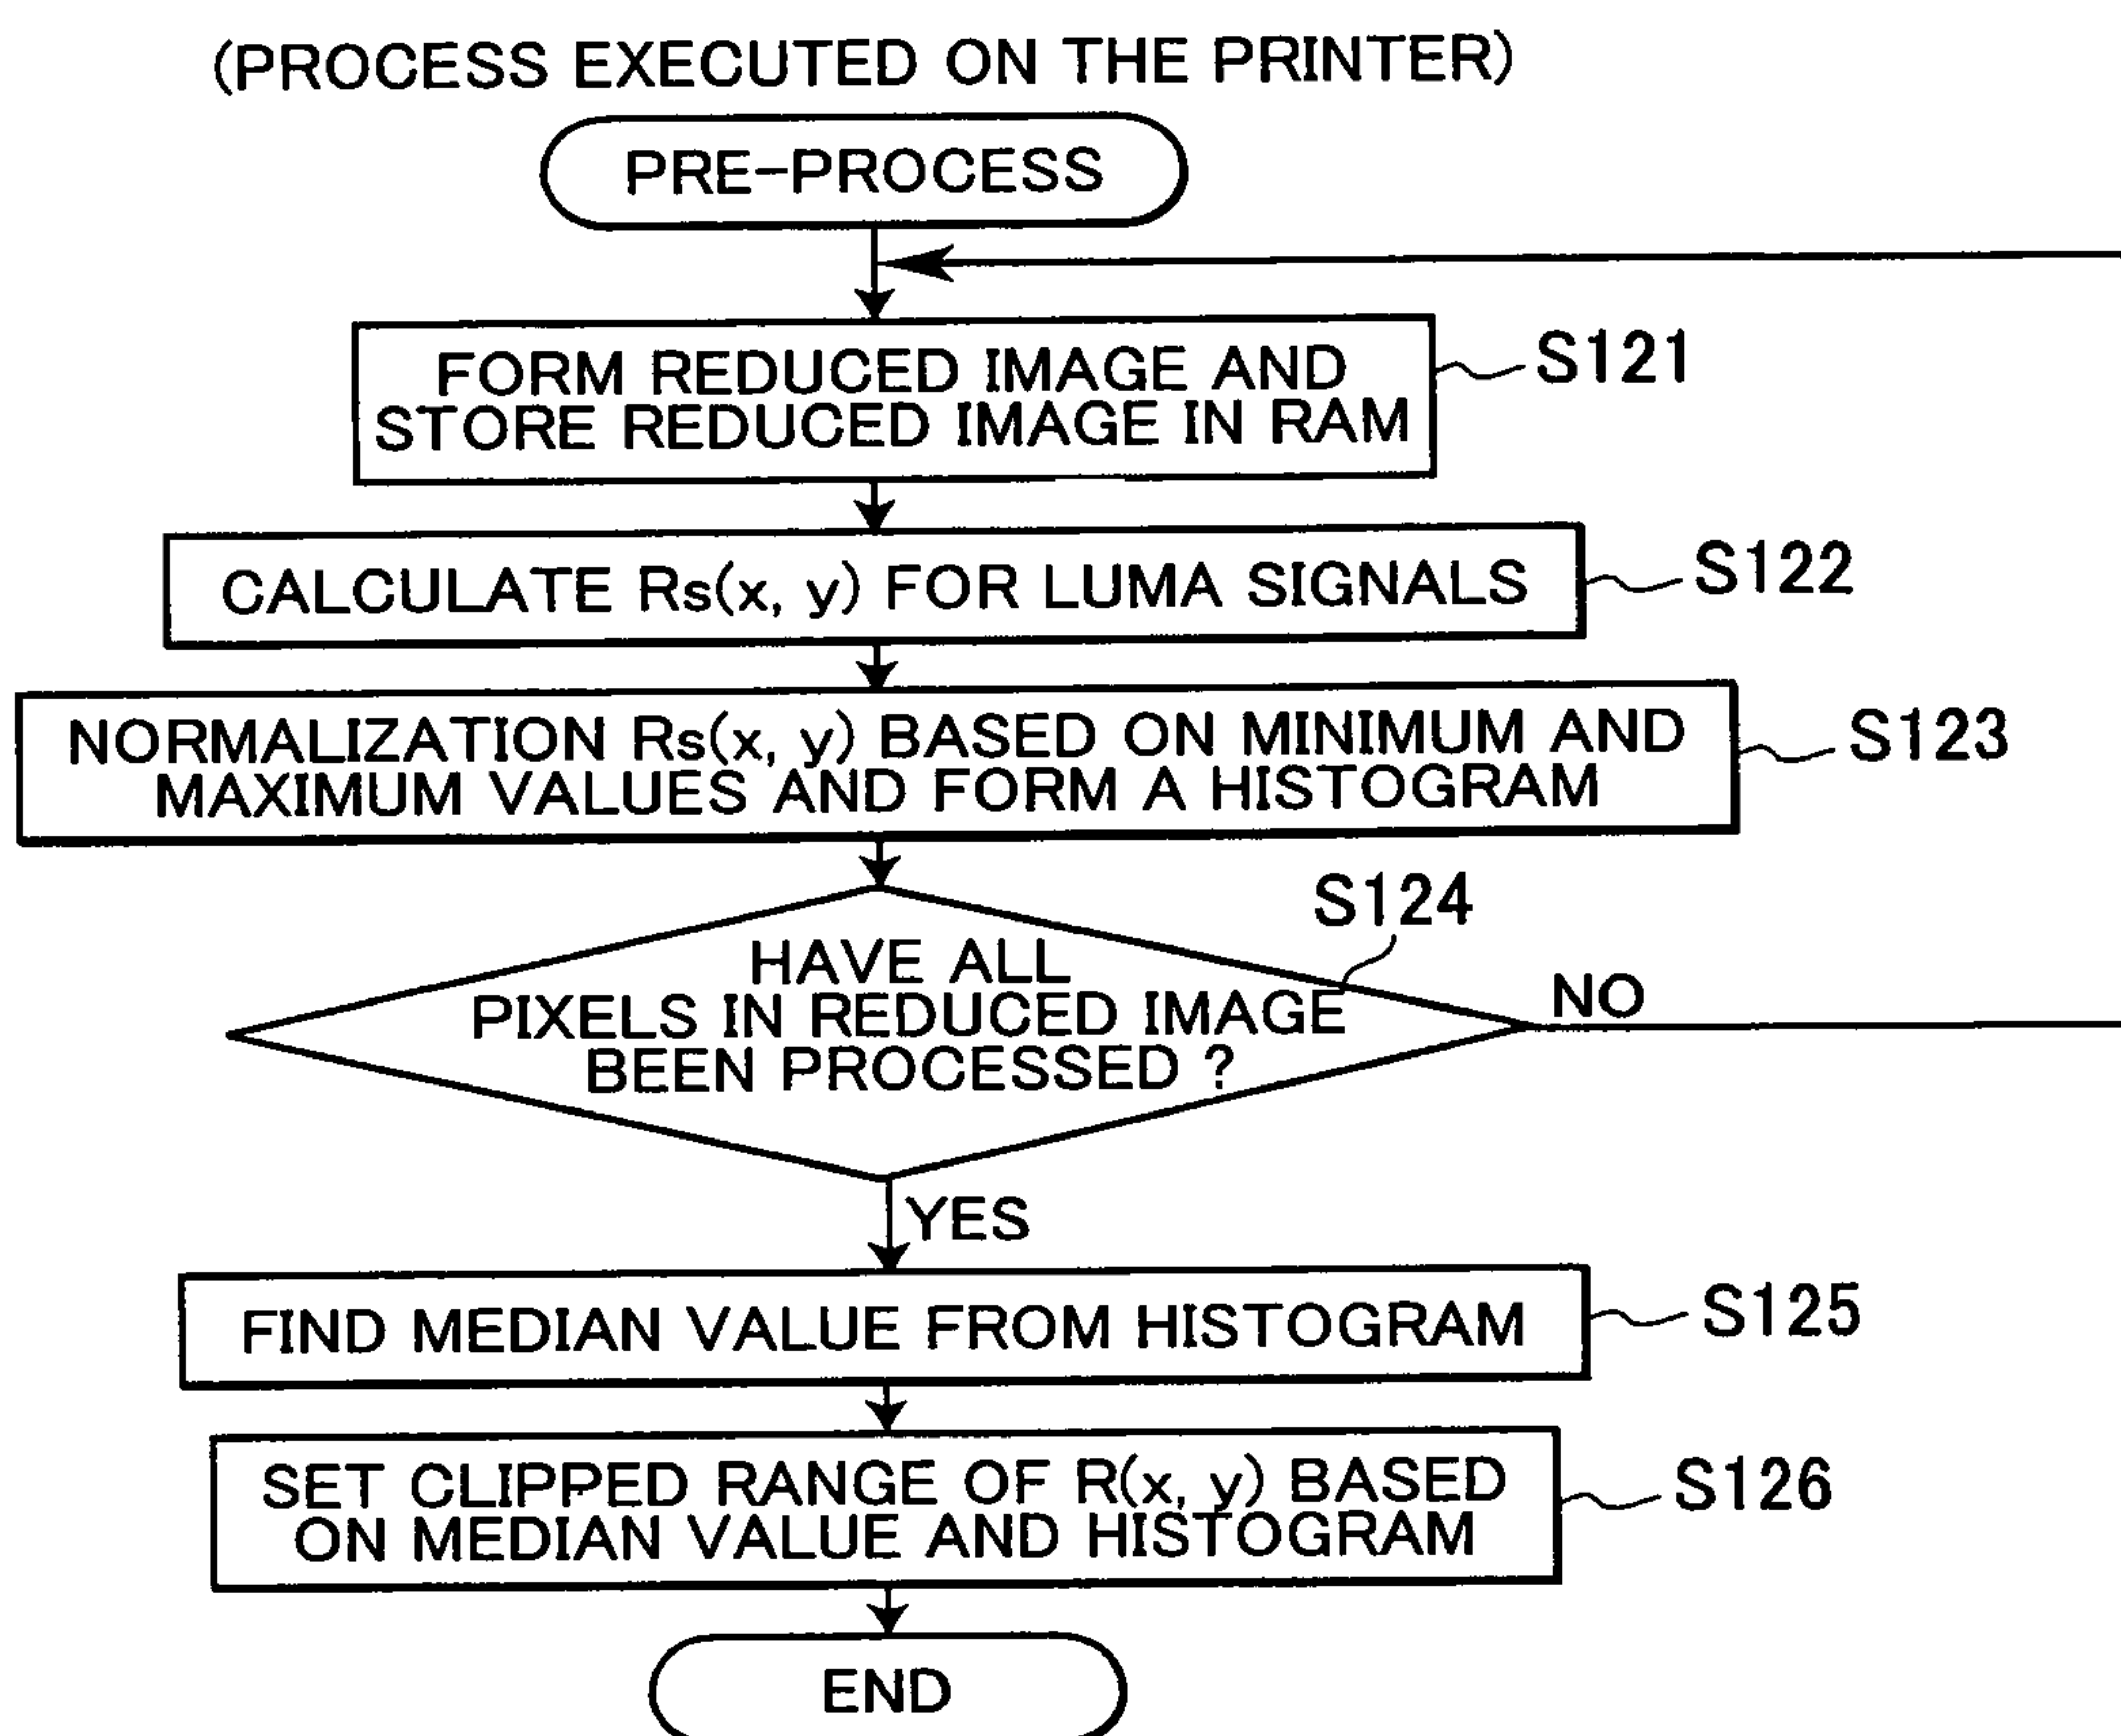 (PROCESS EXECUTED ON THE PRINTER)
PRE-PROCESS
FORM REDUCED IMAGE AND
STORE REDUCED IMAGE IN RAM
S121
CALCULATE Rs(x, y) FOR LUMA SIGNALS
S122
NORMALIZATION Rs(x, y) BASED ON MINIMUM AND
MAXIMUM VALUES AND FORM A HISTOGRAM
S123
S124
HAVE ALL
PIXELS IN REDUCED IMAGE
BEEN PROCESSED ?
NO
YES
FIND MEDIAN VALUE FROM HISTOGRAM
S125
SET CLIPPED RANGE OF R(x, y) BASED
ON MEDIAN VALUE AND HISTOGRAM
S126
END